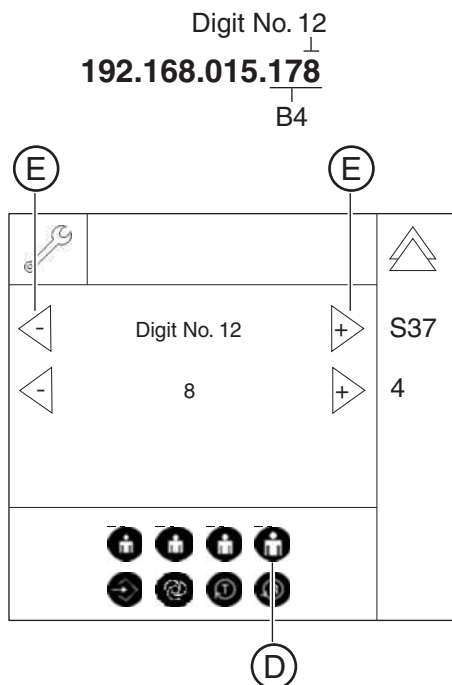 Digit No. 12
192.168.015.178
B4
E E
- Digit No. 12 + S37
- 8 + 4
D